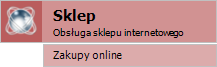 Sklep
Obsługa sklepu internetowego
Zakupy online